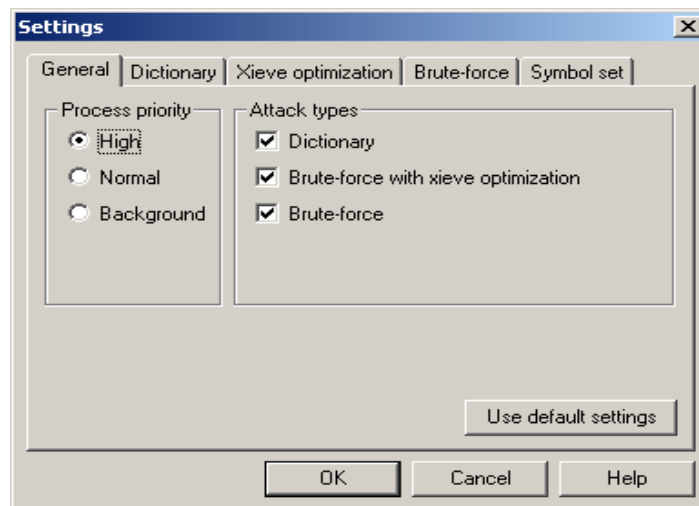 Settings
General Dictionary Xieve optimization Brute-force Symbol set
Process priority
High
Normal
Background
Attack types
Dictionary
Brute-force with xieve optimization
Brute-force
Use default settings
OK Cancel Help